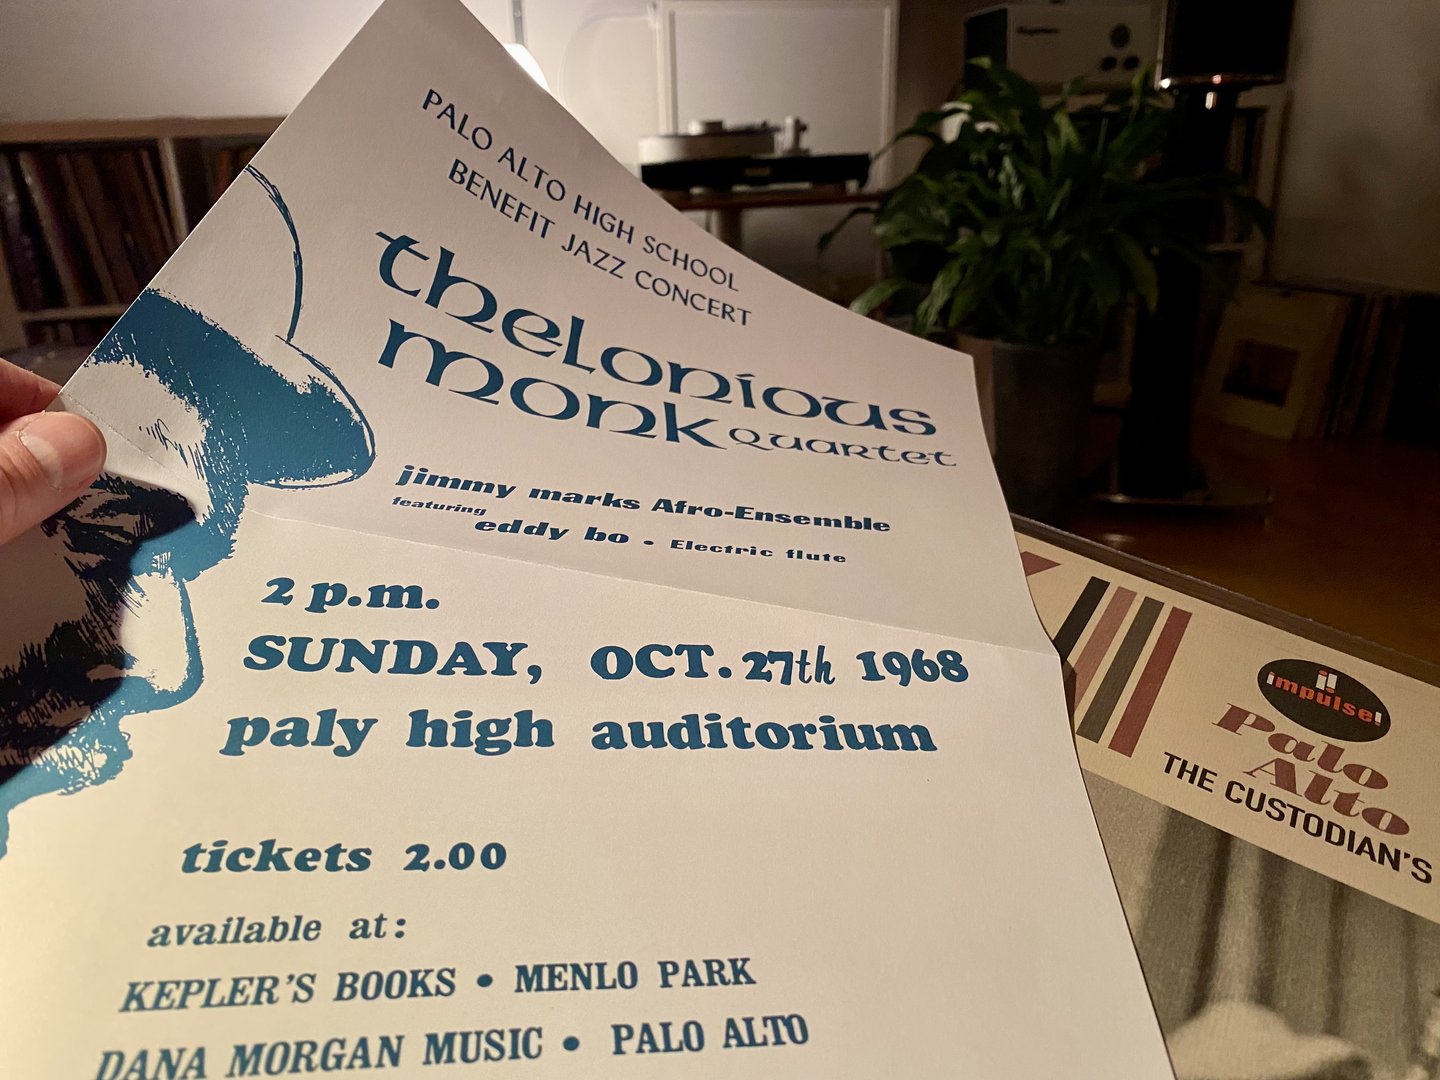 PALO ALTO HIGH SCHOOL
BENEFIT JAZZ CONCERT
thelonious
monk quartet
jimmy marks Afro-Ensemble
featuring
eddy bo • Electric flute
2 p.m.
SUNDAY, OCT. 27th 1968
paly high auditorium
tickets 2.00
available at:
KEPLER'S BOOKS • MENLO PARK
DANA MORGAN MUSIC • PALO ALTO
impulse!
Palo
Alto
THE CUSTODIAN'S